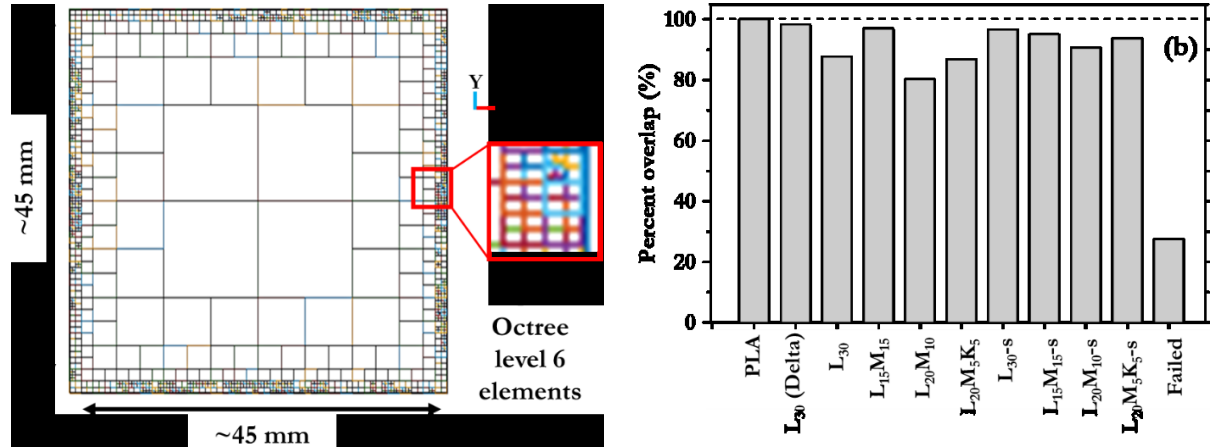 ~45 mm
Y
Octree
level 6
elements
~45 mm
(b)
Percent overlap (%)
100
80
60
40
20
0
PLA
L₃₀ (Delta)
L₃₀
L₁₅M₁₅
L₂₀M₁₀
L₂₀M₅K₅
L₃₀-s
L₁₅M₁₅-s
L₂₀M₁₀-s
L₂₀M₅K₅-s
Failed